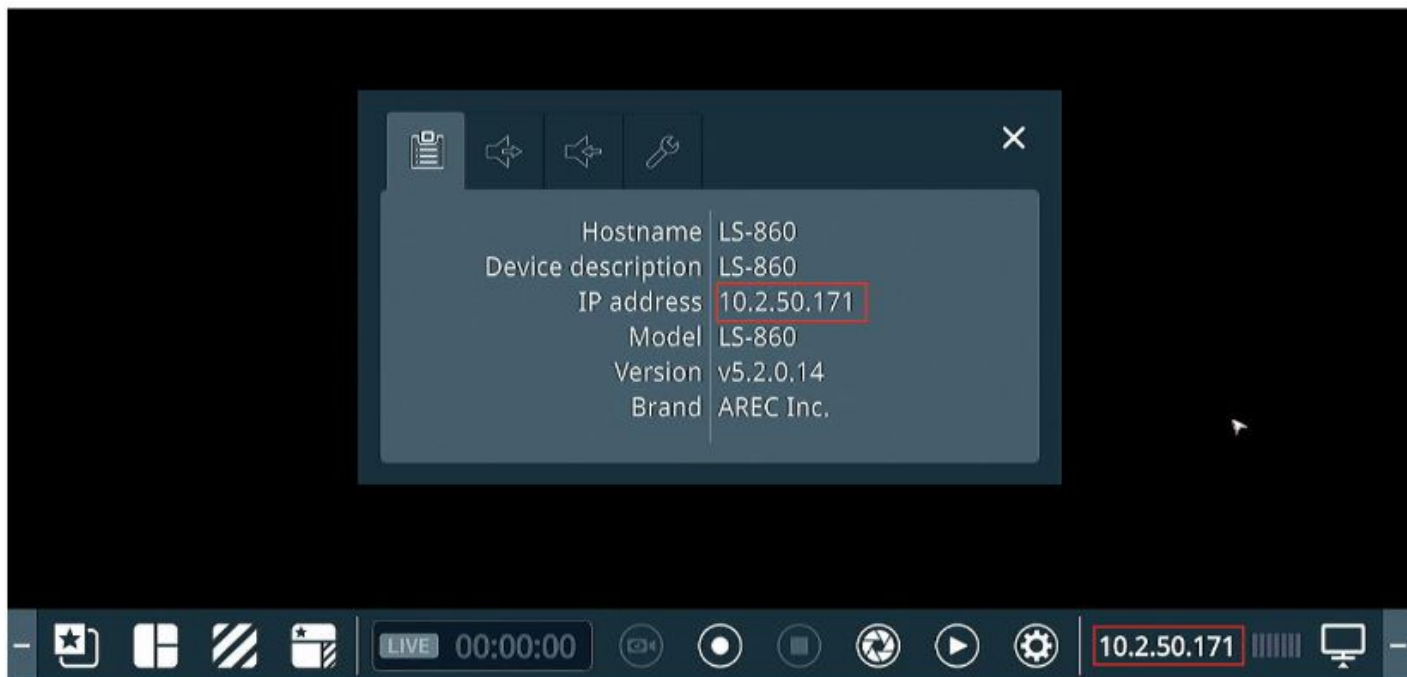 Hostname LS-860
Device description LS-860
IP address 10.2.50.171
Model LS-860
Version v5.2.0.14
Brand AREC Inc.
LIVE 00:00:00 10.2.50.171